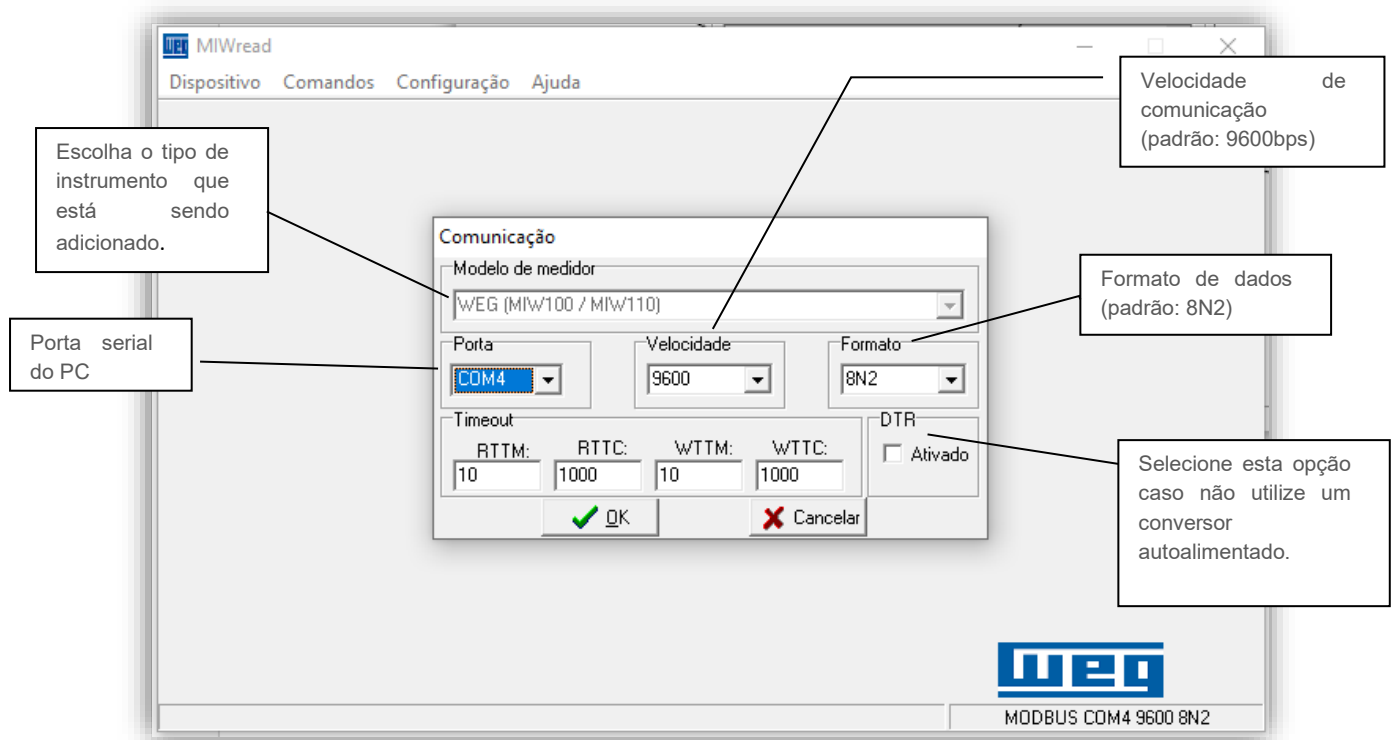 WEG MIWread
Dispositivo Comandos Configuração Ajuda
Velocidade de
comunicação
(padrão: 9600bps)
Escolha o tipo de
instrumento que
está sendo
adicionado.
Comunicação
Modelo de medidor
WEG (MIW100 / MIW110)
Formato de dados
(padrão: 8N2)
Porta serial
do PC
Porta Velocidade Formato
COM4 9600 8N2
Timeout DTR
RTTM: RTTC: WTTM: WTTC: Ativado
10 1000 10 1000
OK Cancelar
Selecione esta opção
caso não utilize um
conversor
autoalimentado.
weg
MODBUS COM4 9600 8N2